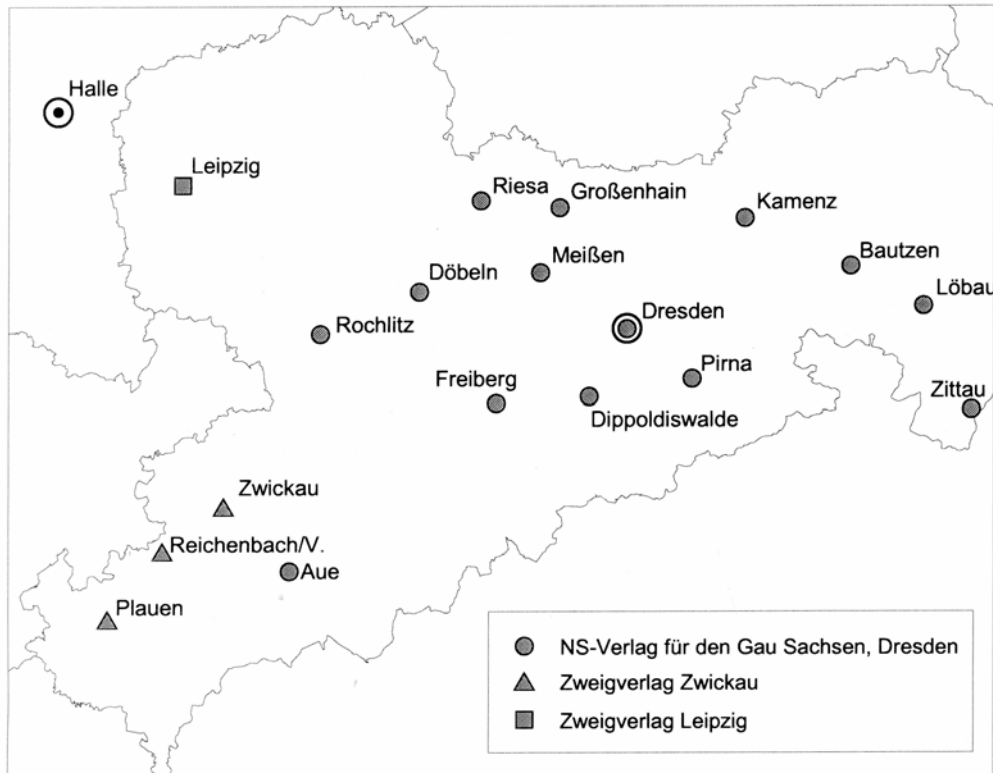 Halle
Leipzig
Riesa
Großenhain
Kamenz
Meißen
Bautzen
Döbeln
Löbau
Rochlitz
Dresden
Pirna
Freiberg
Zittau
Dippoldiswalde
Zwickau
Reichenbach/V.
Aue
Plauen
NS-Verlag für den Gau Sachsen, Dresden
Zweigverlag Zwickau
Zweigverlag Leipzig